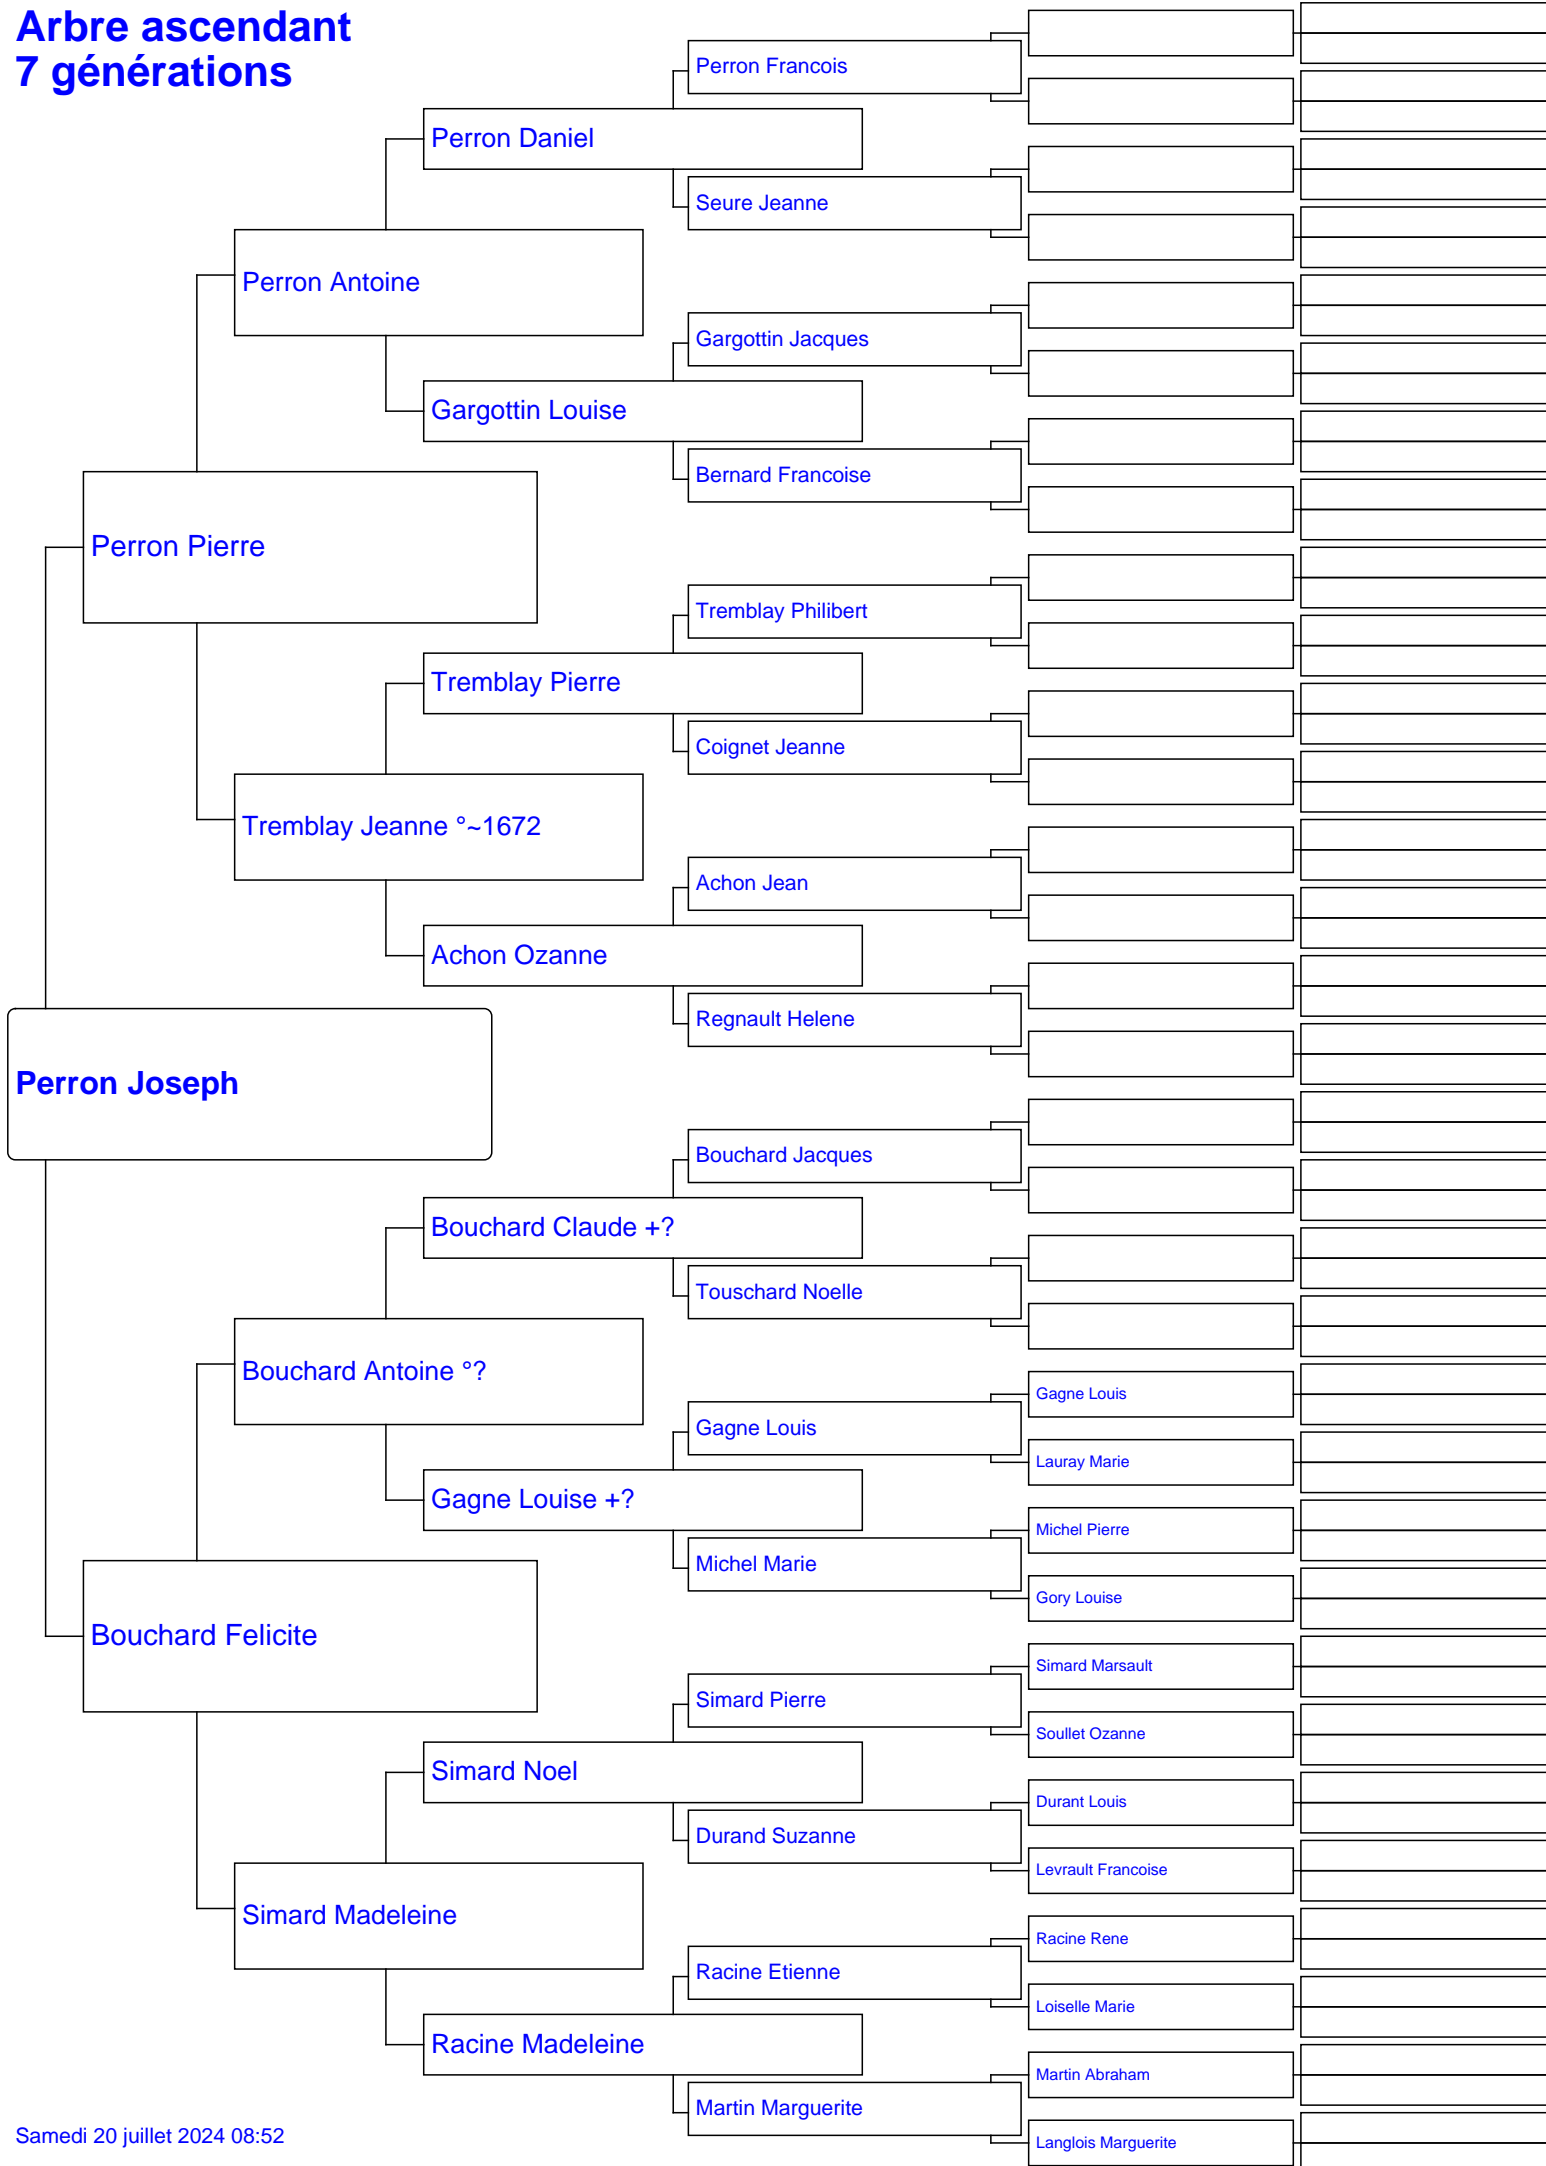 Arbre ascendant
7 générations
Perron Francois
Perron Daniel
Seure Jeanne
Perron Antoine
Gargottin Jacques
Gargottin Louise
Bernard Francoise
Perron Pierre
Tremblay Philibert
Tremblay Pierre
Coignet Jeanne
Tremblay Jeanne °~1672
Achon Jean
Achon Ozanne
Regnault Helene
Perron Joseph
Bouchard Jacques
Bouchard Claude +?
Touschard Noelle
Bouchard Antoine °?
Gagne Louis
Gagne Louis
Lauray Marie
Gagne Louise +?
Michel Pierre
Michel Marie
Gory Louise
Bouchard Felicite
Simard Marsault
Simard Pierre
Soullet Ozanne
Simard Noel
Durant Louis
Durand Suzanne
Levrault Francoise
Simard Madeleine
Racine Rene
Racine Etienne
Loiselle Marie
Racine Madeleine
Martin Abraham
Martin Marguerite
Langlois Marguerite
Samedi 20 juillet 2024 08:52